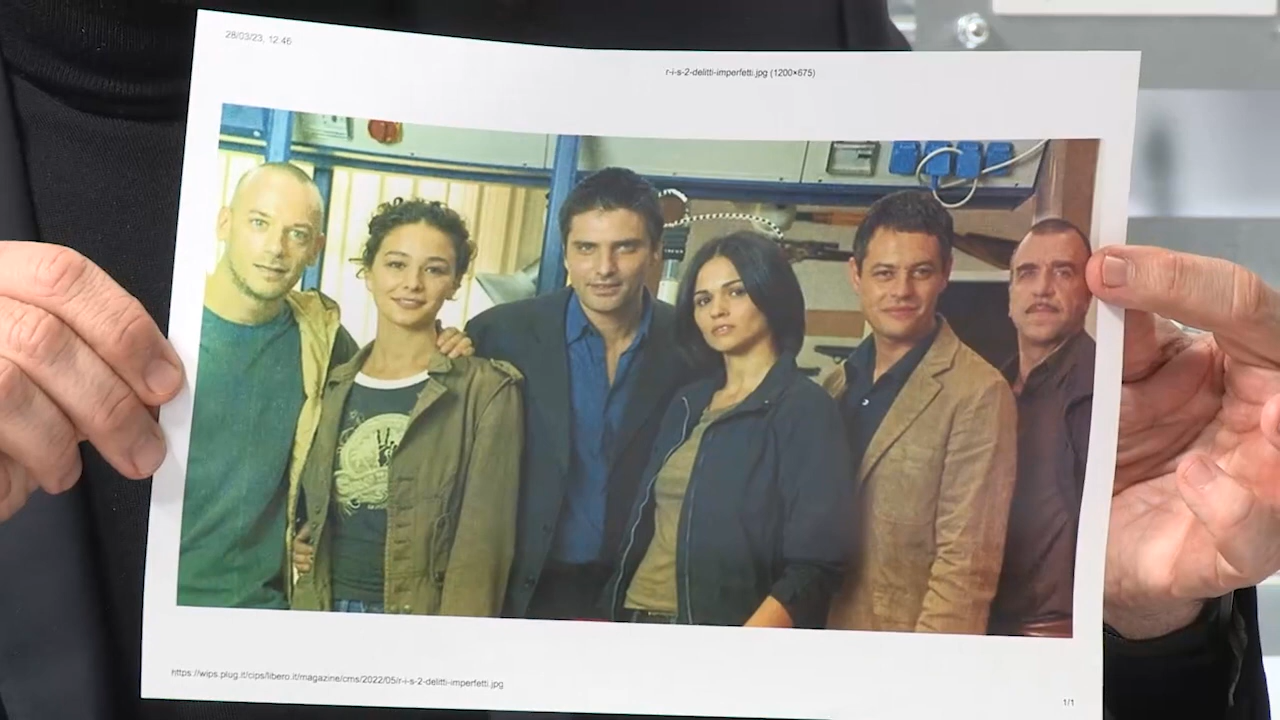 28/03/23, 12:46
r-i-s-2-delitti-imperfetti.jpg (1200×675)
https://wips.plug.it/cips/libero.it/magazine/cms/2022/05/r-i-s-2-delitti-imperfetti.jpg
1/1